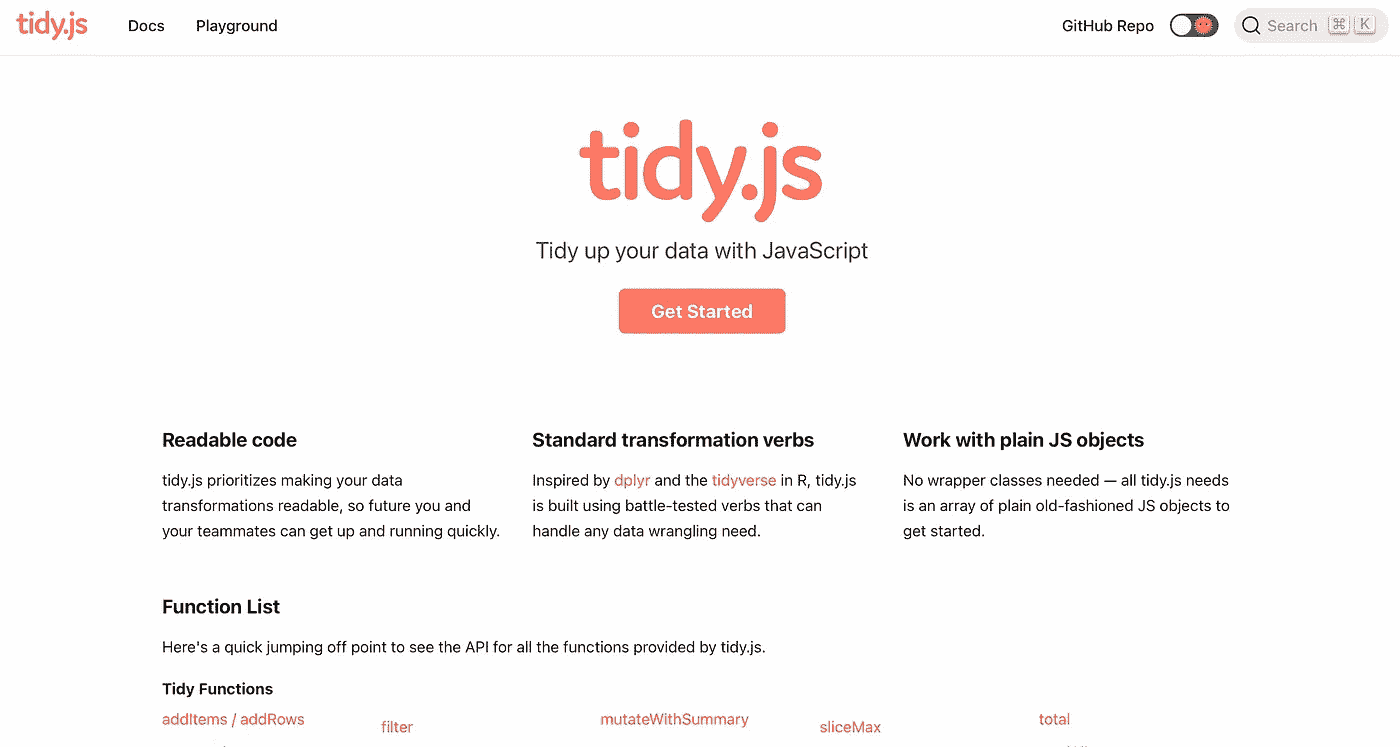 tidy.js Docs Playground GitHub Repo Search ⌘ K
tidy.js
Tidy up your data with JavaScript
Get Started
Readable code
tidy.js prioritizes making your data
transformations readable, so future you and
your teammates can get up and running quickly.
Standard transformation verbs
Inspired by dplyr and the tidyverse in R, tidy.js
is built using battle-tested verbs that can
handle any data wrangling need.
Work with plain JS objects
No wrapper classes needed — all tidy.js needs
is an array of plain old-fashioned JS objects to
get started.
Function List
Here's a quick jumping off point to see the API for all the functions provided by tidy.js.
Tidy Functions
addItems / addRows filter mutateWithSummary sliceMax total